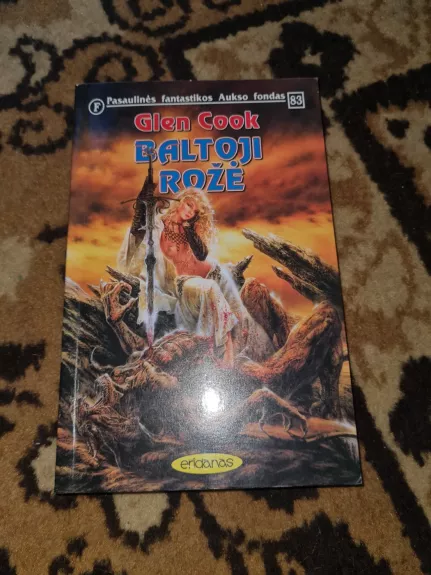 F Pasaulinės fantastikos Aukso fondas 83
Glen Cook
BALTOJI
ROŽĖ
eridanas